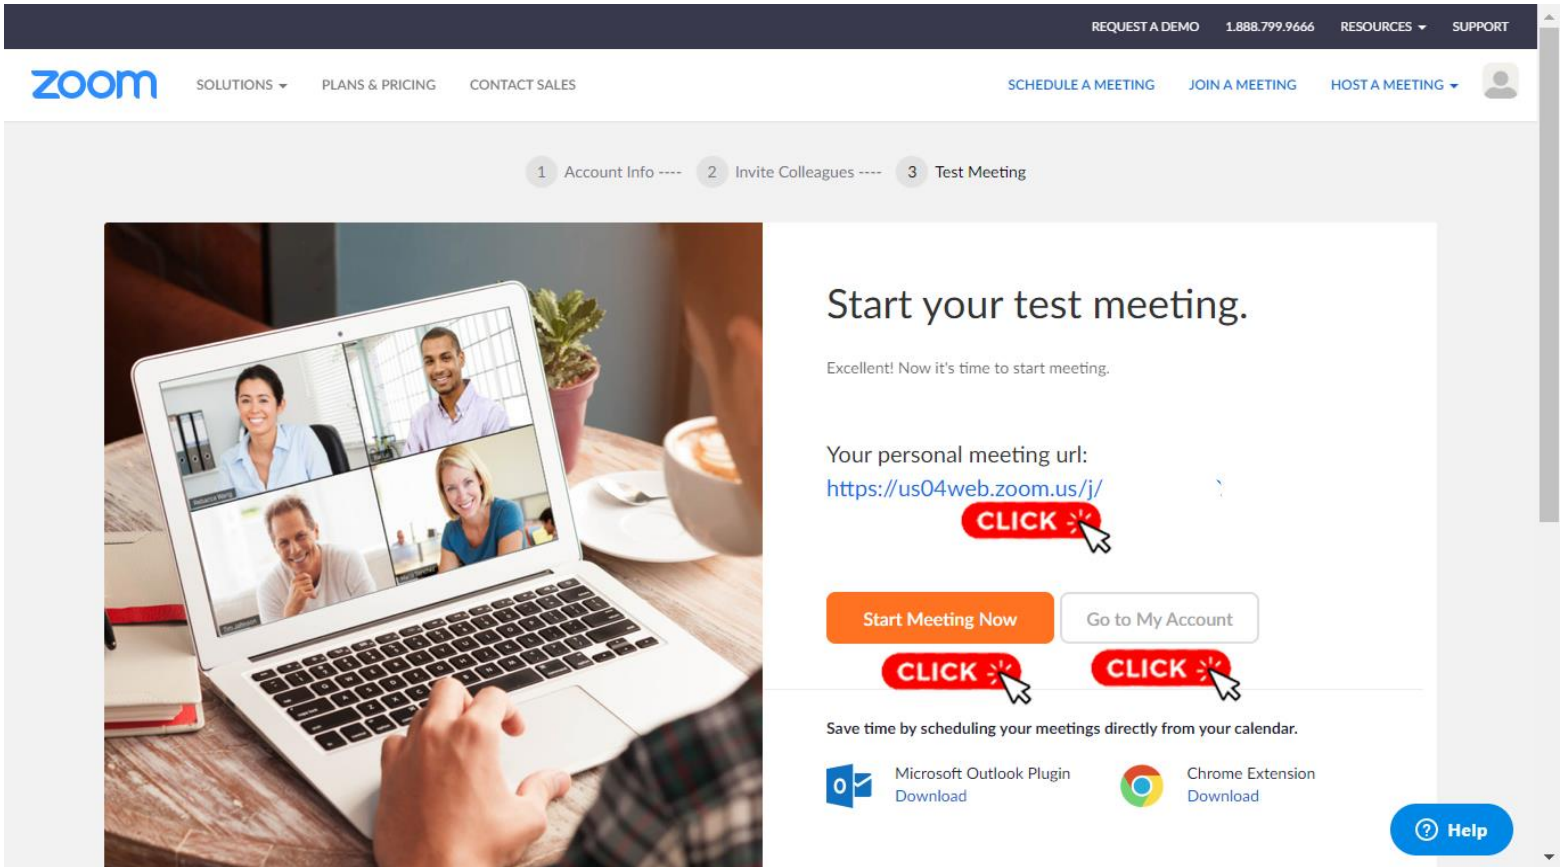 REQUEST A DEMO 1.888.799.9666 RESOURCES SUPPORT
zoom SOLUTIONS PLANS & PRICING CONTACT SALES SCHEDULE A MEETING JOIN A MEETING HOST A MEETING
1 Account Info ---- 2 Invite Colleagues ---- 3 Test Meeting
Start your test meeting.
Excellent! Now it's time to start meeting.
Your personal meeting url:
https://us04web.zoom.us/j/
CLICK
Start Meeting Now Go to My Account
CLICK CLICK
Save time by scheduling your meetings directly from your calendar.
Microsoft Outlook Plugin Chrome Extension
Download Download
Help